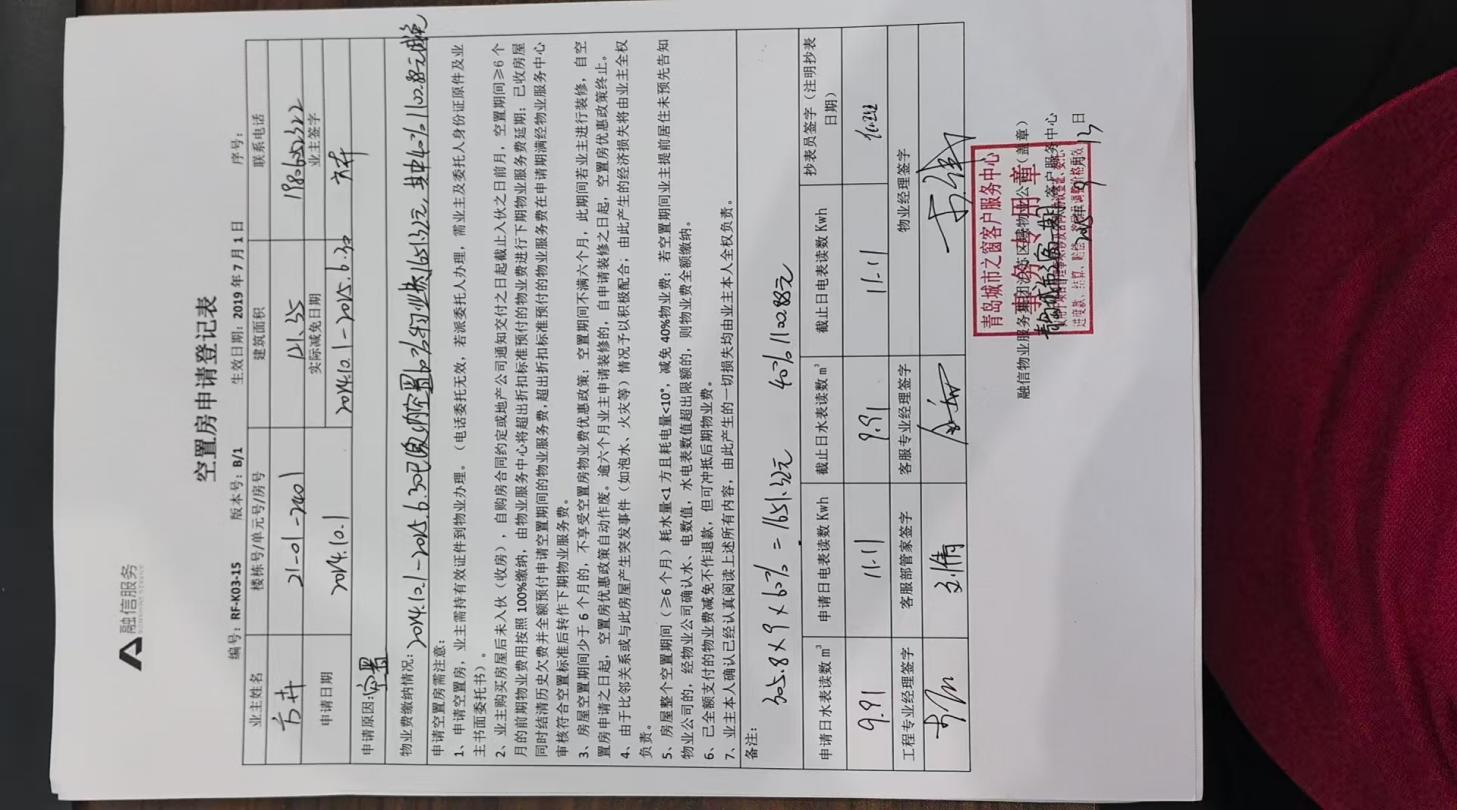 融信服务
空置房申请登记表
编号：RF-K03-15 版本号：B/1 生效日期：2019年7月1日 序号：
业主姓名 楼栋号/单元号/房号 建筑面积 联系电话
方卉 21-01-2401
申请日期 实际减免日期 业主签字
方卉
申请原因：空置
物业费缴纳情况：
申请空置房需注意：
1、申请空置房，业主需持有效证件到物业办理。（电话委托无效，若派委托人办理，需业主及委托人身份证原件及业
主书面委托书）。
2、业主购买房屋后未入伙（收房），自购房合同约定或地产公司通知交付之日起截止入伙之日前月，空置期间≥6个
月的前期物业费用按照100%缴纳，由物业服务中心将超出折扣标准预付的物业费进行下期物业服务费延期；已收房屋
同时结清历史欠费并全额预付申请空置期间的物业服务费，超出折扣标准预付的物业服务费在申请期满经物业服务中心
审核符合空置标准后转作下期物业服务费。
3、房屋空置期间少于6个月的，不享受空置房物业费优惠政策；空置期间不满六个月，此期间若业主进行装修，自空
置房申请之日起，空置房优惠政策自动作废。逾六个月业主申请装修的，自申请装修之日起，空置房优惠政策终止。
4、由于比邻关系或与此房屋产生突发事件（如泡水、火灾等）情况予以积极配合；由此产生的经济损失将由业主全权
负责。
5、房屋整个空置期间（≥6个月）耗水量<1方且耗电量<10°，减免40%物业费；若空置期间业主提前居住未预先告知
物业公司的，经物业公司确认水、电数值，水电表数值超出限额的，则物业费全额缴纳。
6、已全额支付的物业费减免不作退款，但可冲抵后期物业费。
7、业主本人确认已经认真阅读上述所有内容，由此产生的一切损失均由业主本人全权负责。
备注：
305.8×9×60%=1651.32元 40%1102.88元
申请日水表读数m³ 申请日电表读数Kwh 截止日水表读数m³ 截止日电表读数Kwh 抄表员签字（注明抄表
日期）
9.91 11.11 9.91 11.11
工程专业经理签字 客服部管家签字 客服专业经理签字 物业经理签字
刘倩
青岛城市之窗客户服务中心